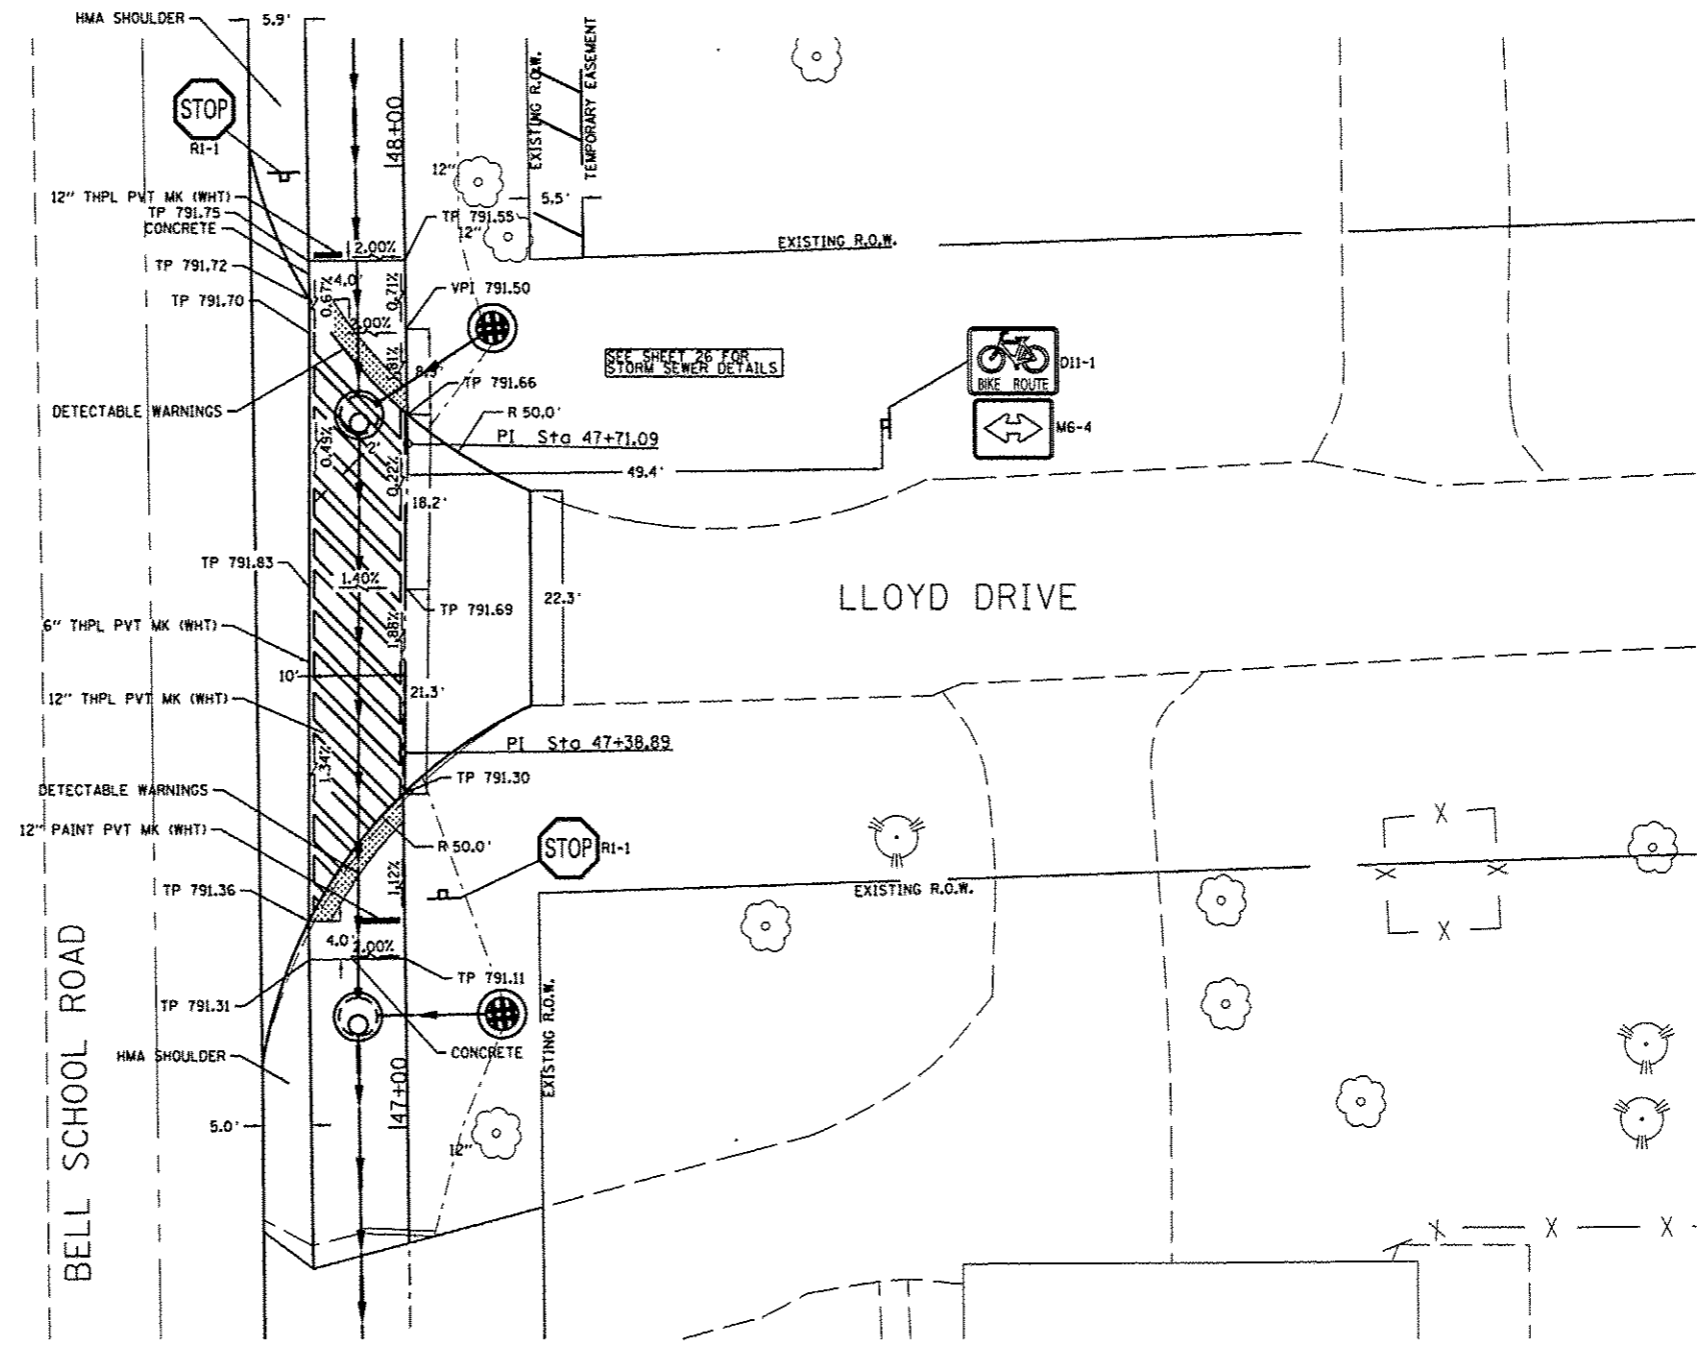 HMA SHOULDER
5.9'
STOP
R1-1
148+00
EXISTING R.O.W.
TEMPORARY EASEMENT
12"
5.5'
12" THPL PVT MK (WHT)
TP 791.75
CONCRETE
TP 791.55
12"
2.00%
EXISTING R.O.W.
TP 791.72
4.0'
0.67%
0.71%
VPI 791.50
TP 791.70
2.00%
SEE SHEET 26 FOR
STORM SEWER DETAILS
BIKE ROUTE
D11-1
TP 791.66
DETECTABLE WARNINGS
R 50.0'
M6-4
PI Sta 47+71.09
0.49%
2'
0.22%
49.4'
18.2'
TP 791.83
1.40%
22.3'
LLOYD DRIVE
TP 791.69
6" THPL PVT MK (WHT)
1.88%
10'
21.3'
12" THPL PVT MK (WHT)
PI Sta 47+38.89
1.34%
TP 791.30
DETECTABLE WARNINGS
12" PAINT PVT MK (WHT)
R 50.0'
STOP
R1-1
1.12%
TP 791.36
EXISTING R.O.W.
X
X
4.0'
2.00%
TP 791.11
TP 791.31
EXISTING R.O.W.
HMA SHOULDER
CONCRETE
BELL SCHOOL ROAD
147+00
5.0'
12"
X
X
X